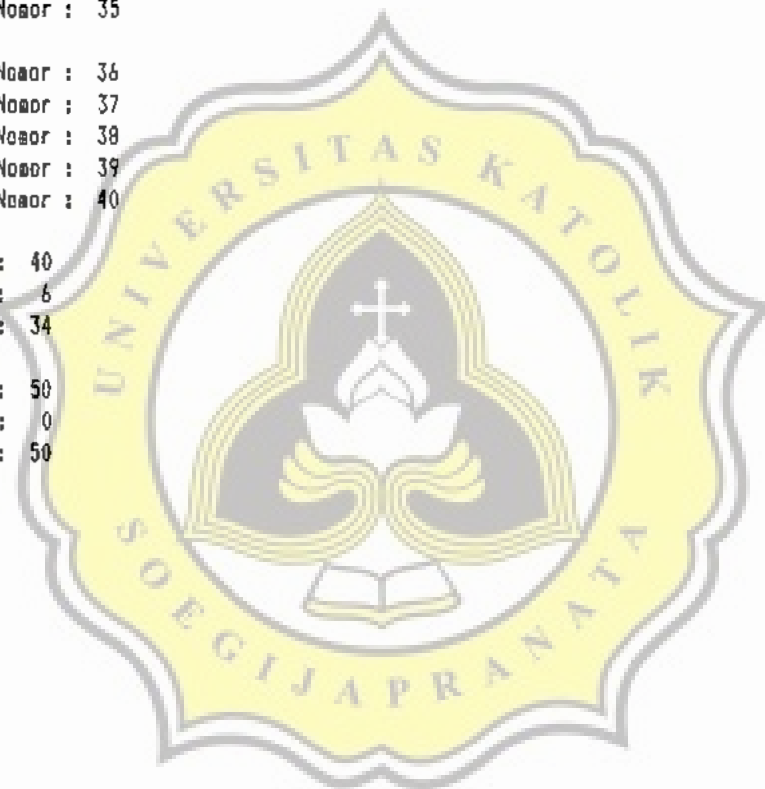 Nomor : 35
Nomor : 36
Nomor : 37
Nomor : 38
Nomor : 39
Nomor : 40
: 40
: 6
: 34
: 50
: 0
: 50
UNIVERSITAS KATOLIK
SOEGIJAPRANATA